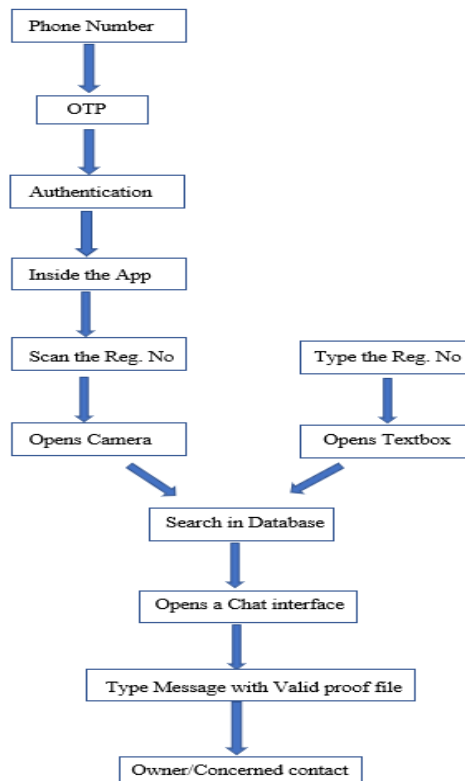 Phone Number
OTP
Authentication
Inside the App
Scan the Reg. No
Type the Reg. No
Opens Camera
Opens Textbox
Search in Database
Opens a Chat interface
Type Message with Valid proof file
Owner/Concerned contact